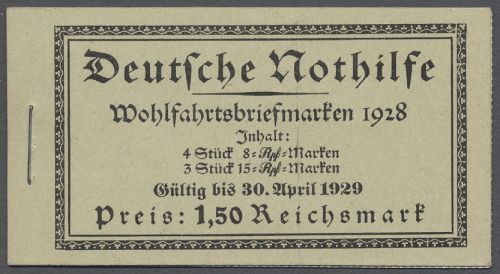 Deutſche Nothilfe
Wohlfahrtsbriefmarken 1928
Inhalt:
4 Stück 8=Rpf=Marken
3 Stück 15=Rpf=Marken
Gültig bis 30. April 1929
Preis: 1,50 Reichsmark